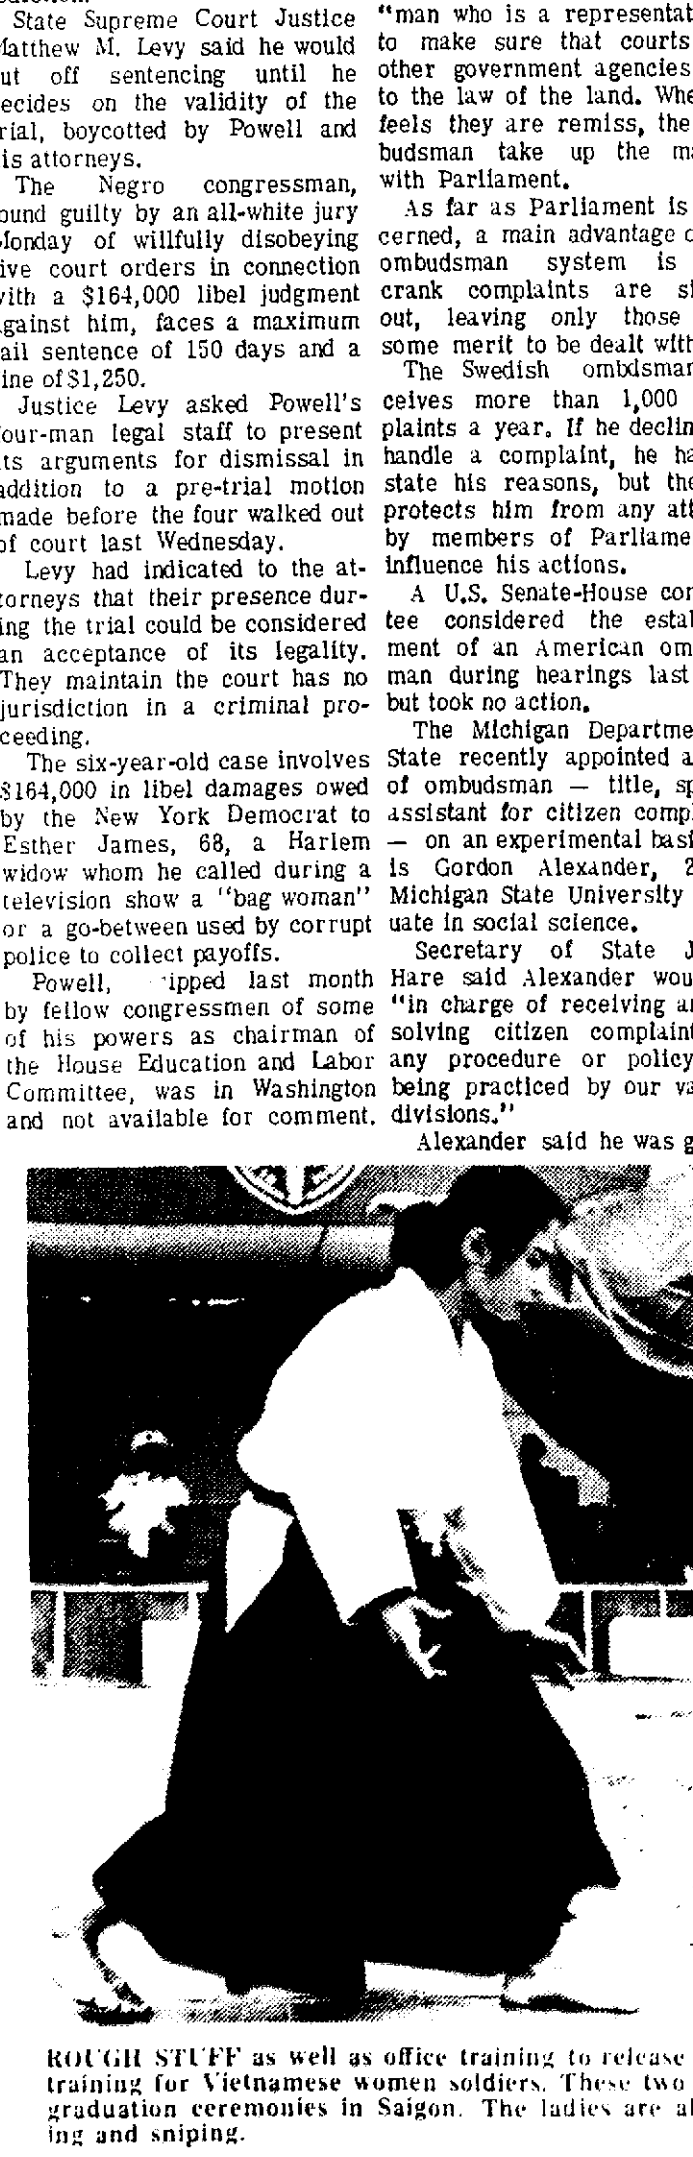 State Supreme Court Justice
Matthew M. Levy said he would
ut off sentencing until he
ecides on the validity of the
rial, boycotted by Powell and
is attorneys.
The Negro congressman,
ound guilty by an all-white jury
Monday of willfully disobeying
ive court orders in connection
with a $164,000 libel judgment
against him, faces a maximum
ail sentence of 150 days and a
ine of $1,250.
Justice Levy asked Powell's
four-man legal staff to present
its arguments for dismissal in
addition to a pre-trial motion
made before the four walked out
of court last Wednesday.
Levy had indicated to the at-
torneys that their presence dur-
ing the trial could be considered
an acceptance of its legality.
They maintain the court has no
jurisdiction in a criminal pro-
ceeding.
The six-year-old case involves
$164,000 in libel damages owed
by the New York Democrat to
Esther James, 68, a Harlem
widow whom he called during a
television show a "bag woman"
or a go-between used by corrupt
police to collect payoffs.
Powell, ipped last month
by fellow congressmen of some
of his powers as chairman of
the House Education and Labor
Committee, was in Washington
and not available for comment.
"man who is a representat
to make sure that courts
other government agencies
to the law of the land. Whe
feels they are remiss, the
budsman take up the ma
with Parliament.
As far as Parliament is
cerned, a main advantage o
ombudsman system is
crank complaints are si
out, leaving only those
some merit to be dealt with
The Swedish ombudsman
ceives more than 1,000
plaints a year. If he declin
handle a complaint, he ha
state his reasons, but the
protects him from any att
by members of Parliame
influence his actions.
A U.S. Senate-House com
tee considered the estab
ment of an American om
man during hearings last
but took no action.
The Michigan Departme
State recently appointed a
of ombudsman — title, sp
assistant for citizen compl
— on an experimental basi
is Gordon Alexander, 2
Michigan State University
uate in social science.
Secretary of State J
Hare said Alexander wou
"in charge of receiving an
solving citizen complaint
any procedure or policy
being practiced by our va
divisions."
Alexander said he was g
ROUGH STUFF as well as office training to release
training for Vietnamese women soldiers. These two
graduation ceremonies in Saigon. The ladies are al
ing and sniping.